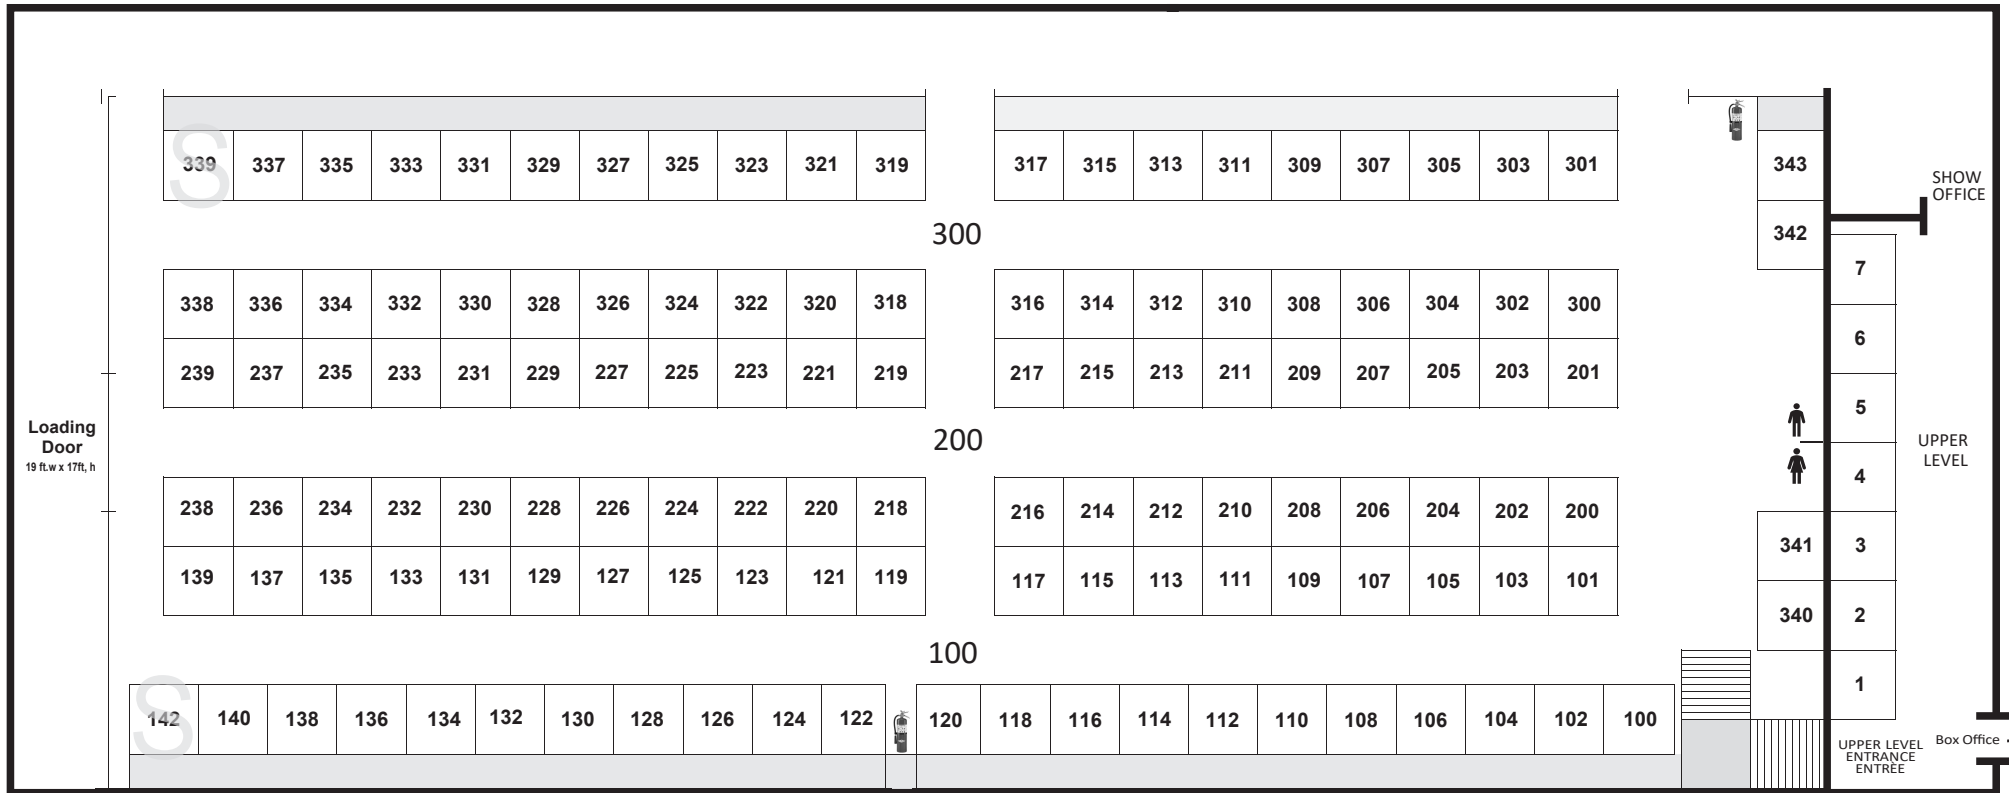 339 337 335 333 331 329 327 325 323 321 319 317 315 313 311 309 307 305 303 301 343
S
SHOW
OFFICE
300
342
338 336 334 332 330 328 326 324 322 320 318 316 314 312 310 308 306 304 302 300 7
6
239 237 235 233 231 229 227 225 223 221 219 217 215 213 211 209 207 205 203 201
5
Loading
Door
19 ft.w x 17ft, h
200
UPPER
LEVEL
4
238 236 234 232 230 228 226 224 222 220 218 216 214 212 210 208 206 204 202 200
341 3
139 137 135 133 131 129 127 125 123 121 119 117 115 113 111 109 107 105 103 101
340 2
100
1
142 140 138 136 134 132 130 128 126 124 122 120 118 116 114 112 110 108 106 104 102 100
S
UPPER LEVEL
ENTRANCE
ENTRÈE
Box Office